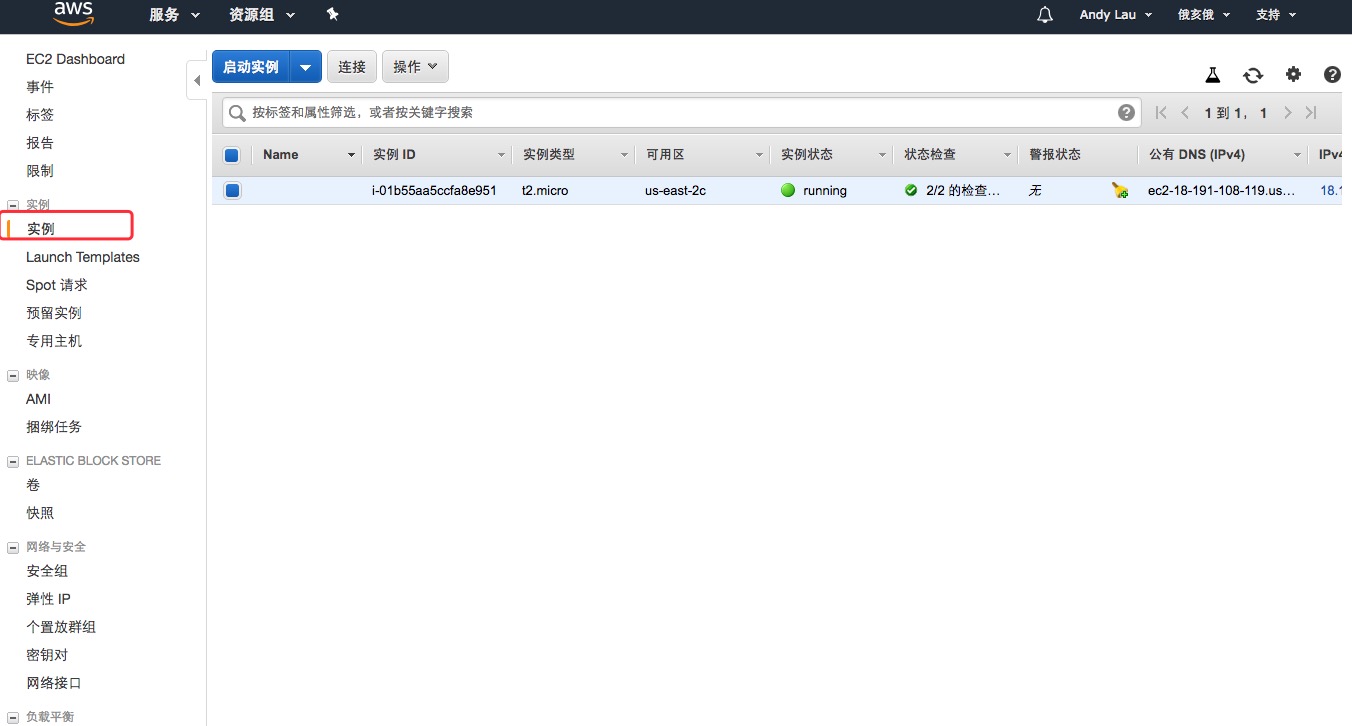 aws 服务 资源组 Andy Lau 俄亥俄 支持
EC2 Dashboard
事件
标签
报告
限制
实例
实例
Launch Templates
Spot 请求
预留实例
专用主机
映像
AMI
捆绑任务
ELASTIC BLOCK STORE
卷
快照
网络与安全
安全组
弹性 IP
个置放群组
密钥对
网络接口
负载平衡
启动实例 连接 操作
按标签和属性筛选，或者按关键字搜索 1 到 1， 1
Name 实例 ID 实例类型 可用区 实例状态 状态检查 警报状态 公有 DNS (IPv4) IPv4
i-01b55aa5ccfa8e951 t2.micro us-east-2c running 2/2 的检查… 无 ec2-18-191-108-119.us… 18.1